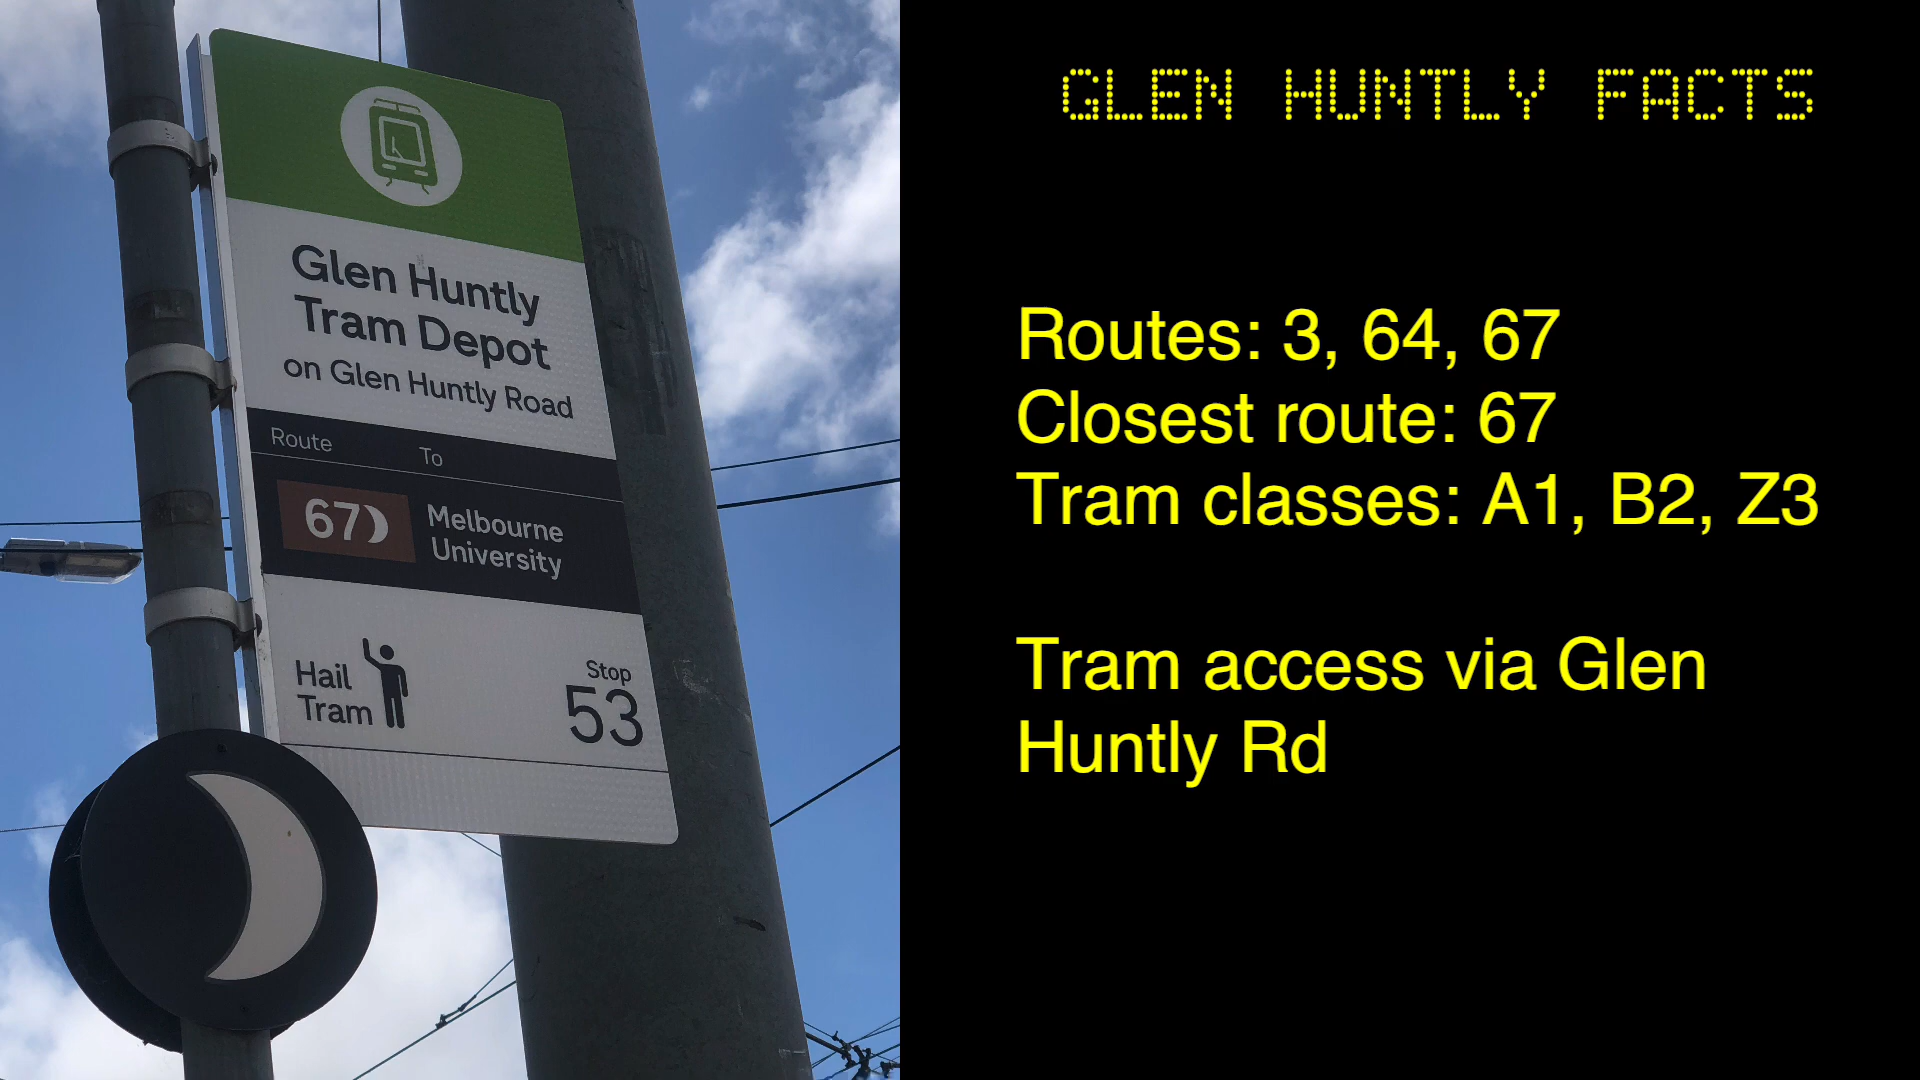 Glen Huntly
Tram Depot
on Glen Huntly Road
Route To
67 Melbourne
University
Hail
Tram
Stop
53
GLEN HUNTLY FACTS
Routes: 3, 64, 67
Closest route: 67
Tram classes: A1, B2, Z3
Tram access via Glen
Huntly Rd